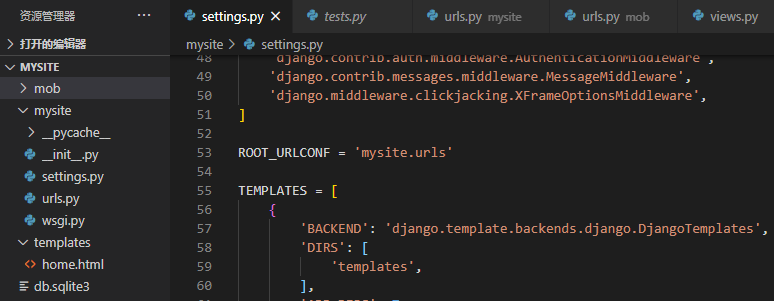 资源管理器
打开的编辑器
MYSITE
mob
mysite
__pycache__
__init__.py
settings.py
urls.py
wsgi.py
templates
home.html
db.sqlite3
settings.py
tests.py
urls.py mysite
urls.py mob
views.py
mysite > settings.py
48 'django.contrib.auth.middleware.AuthenticationMiddleware',
49 'django.contrib.messages.middleware.MessageMiddleware',
50 'django.middleware.clickjacking.XFrameOptionsMiddleware',
51 ]
52
53 ROOT_URLCONF = 'mysite.urls'
54
55 TEMPLATES = [
56 {
57 'BACKEND': 'django.template.backends.django.DjangoTemplates',
58 'DIRS': [
59 'templates',
60 ],